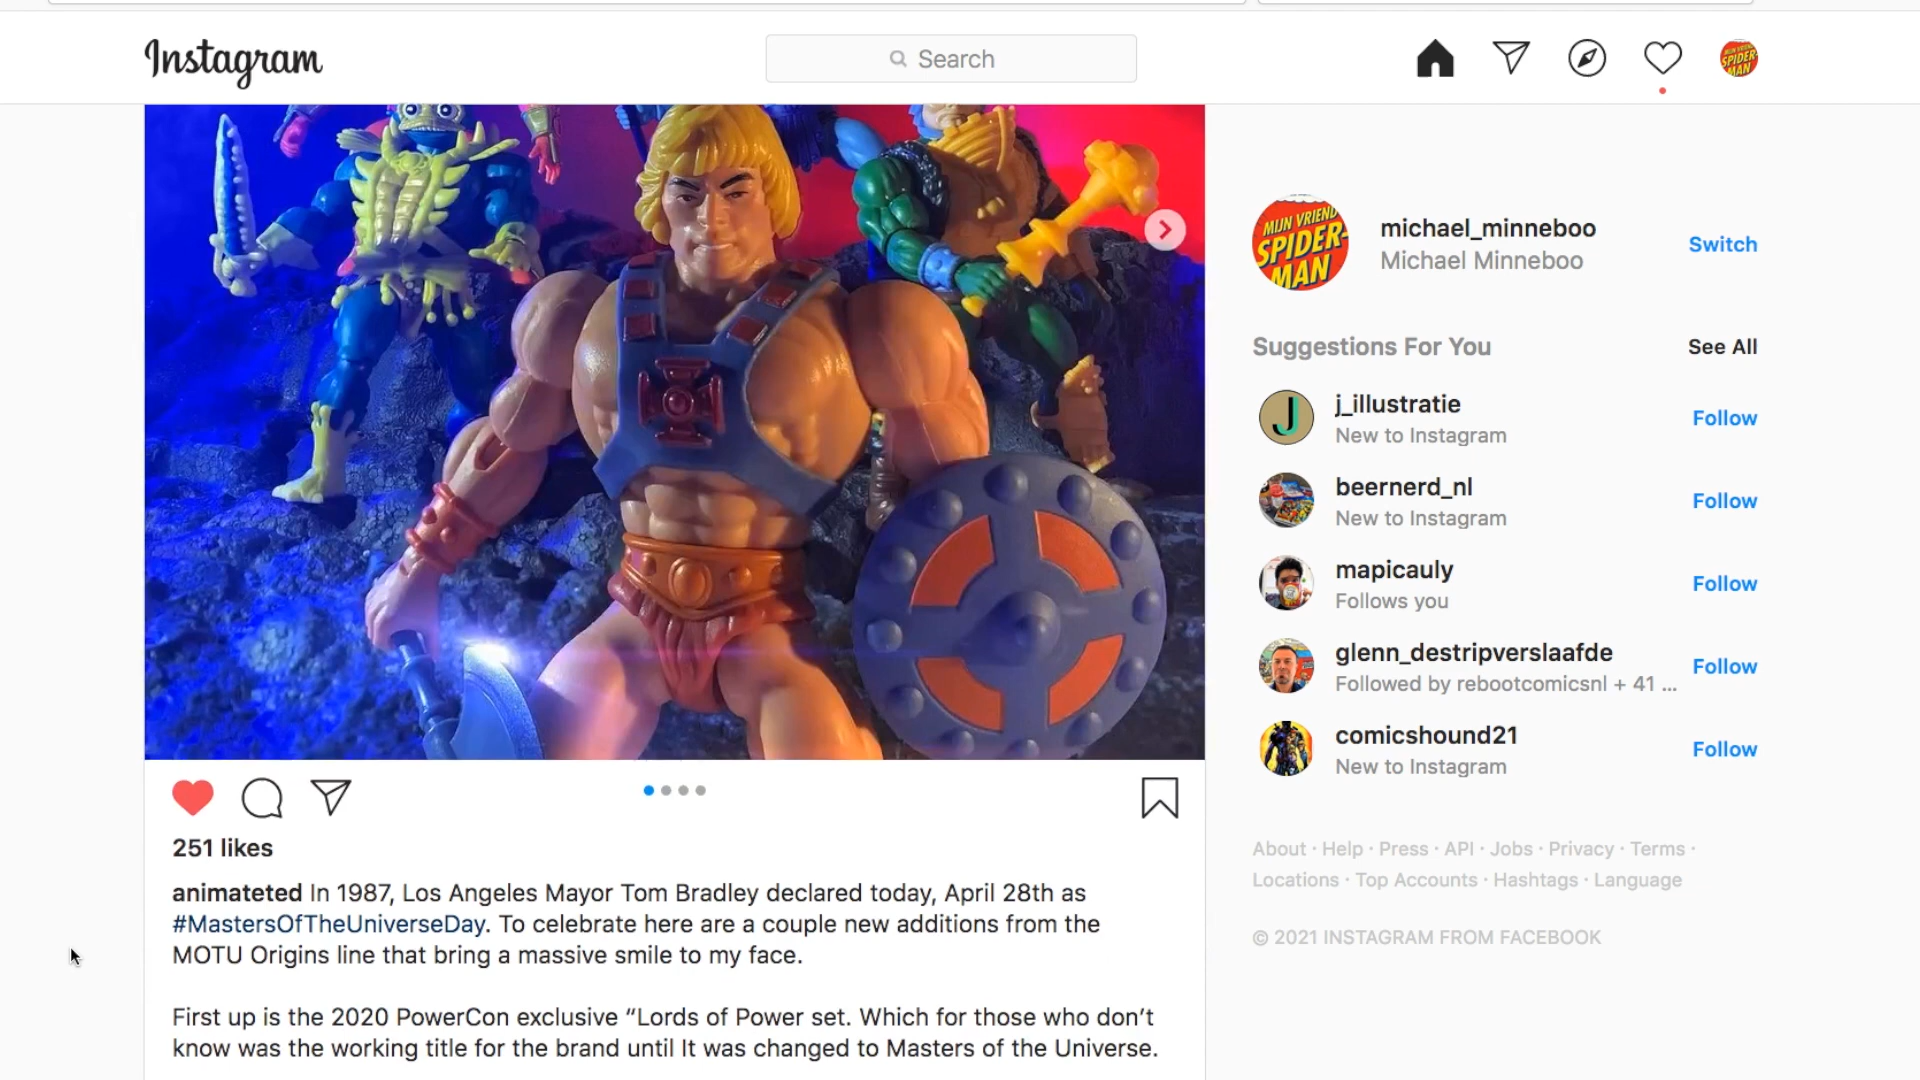 Instagram
Search
MIJN VRIEND
SPIDER-
MAN
michael_minneboo
Michael Minneboo
Switch
Suggestions For You
See All
j_illustratie
New to Instagram
Follow
beernerd_nl
New to Instagram
Follow
mapicauly
Follows you
Follow
glenn_destripverslaafde
Followed by rebootcomicsnl + 41 ...
Follow
comicshound21
New to Instagram
Follow
About · Help · Press · API · Jobs · Privacy · Terms ·
Locations · Top Accounts · Hashtags · Language
© 2021 INSTAGRAM FROM FACEBOOK
251 likes
animateted In 1987, Los Angeles Mayor Tom Bradley declared today, April 28th as
#MastersOfTheUniverseDay. To celebrate here are a couple new additions from the
MOTU Origins line that bring a massive smile to my face.
First up is the 2020 PowerCon exclusive “Lords of Power set. Which for those who don’t
know was the working title for the brand until It was changed to Masters of the Universe.